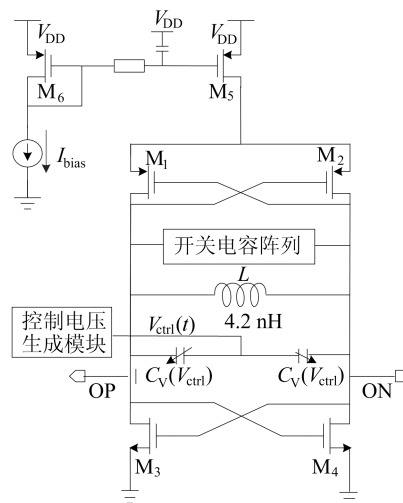 V_DD V_DD V_DD
M_6 M_5
I_bias
M_1 M_2
开关电容阵列
L
4.2 nH
控制电压
生成模块
V_ctrl(t)
C_V(V_ctrl) C_V(V_ctrl)
OP ON
M_3 M_4